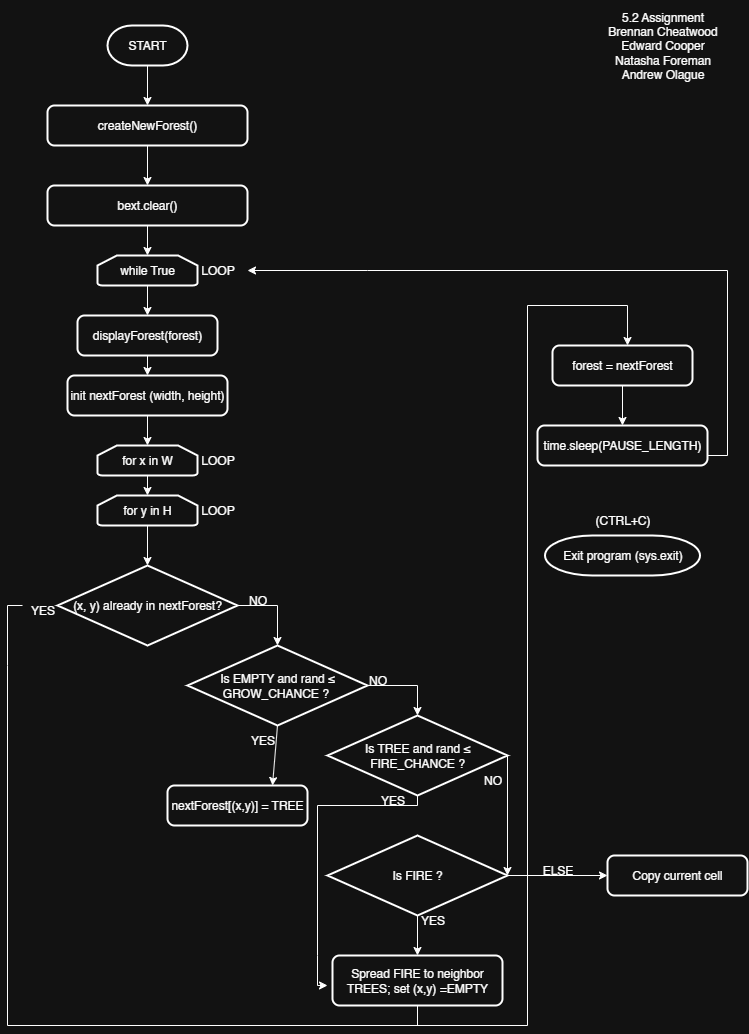 5.2 Assignment
Brennan Cheatwood
Edward Cooper
Natasha Foreman
Andrew Olague
START
createNewForest()
bext.clear()
while True
LOOP
displayForest(forest)
init nextForest (width, height)
for x in W
LOOP
for y in H
LOOP
forest = nextForest
time.sleep(PAUSE_LENGTH)
(CTRL+C)
Exit program (sys.exit)
(x, y) already in nextForest?
YES
NO
Is EMPTY and rand ≤
GROW_CHANCE ?
NO
YES
nextForest[(x,y)] = TREE
Is TREE and rand ≤
FIRE_CHANCE ?
NO
YES
Is FIRE ?
ELSE
Copy current cell
YES
Spread FIRE to neighbor
TREES; set (x,y) =EMPTY